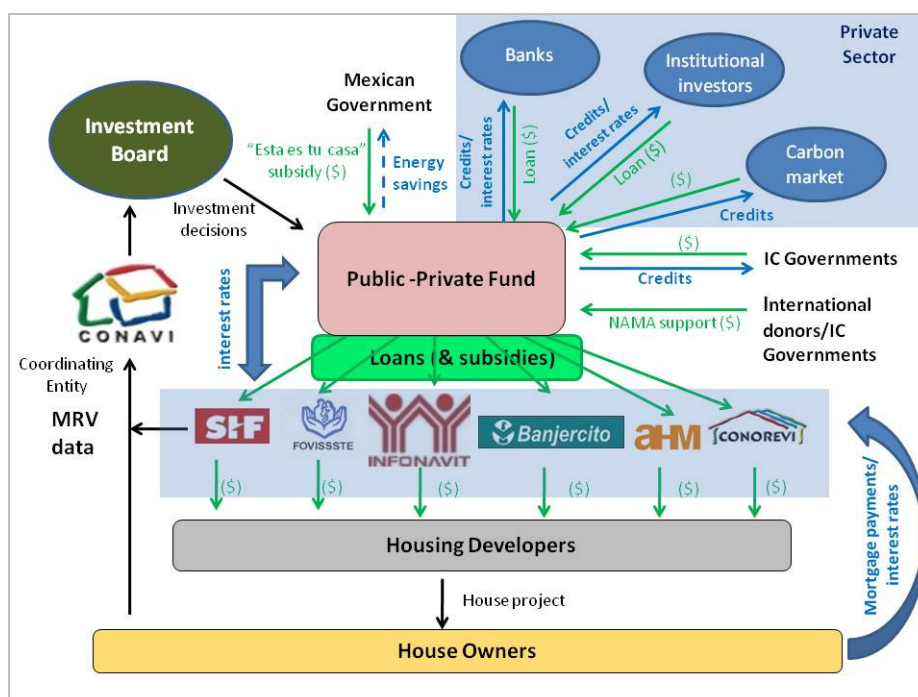 Private
Sector
Banks
Institutional
investors
Carbon
market
Mexican
Government
Investment
Board
"Esta es tu casa"
subsidy ($)
Energy
savings
Credits/
interest rates
Loan ($)
Credits/
interest rates
Loan ($)
($)
Credits
Investment
decisions
Public -Private Fund
($)
Credits
IC Governments
NAMA support ($)
International
donors/IC
Governments
CONAVI
Coordinating
Entity
interest rates
Loans (& subsidies)
MRV
data
SHF
FOVISSSTE
INFONAVIT
Banjercito
aHM
CONOREVI
($)
($)
($)
($)
($)
($)
Mortgage payments/
interest rates
Housing Developers
House project
House Owners